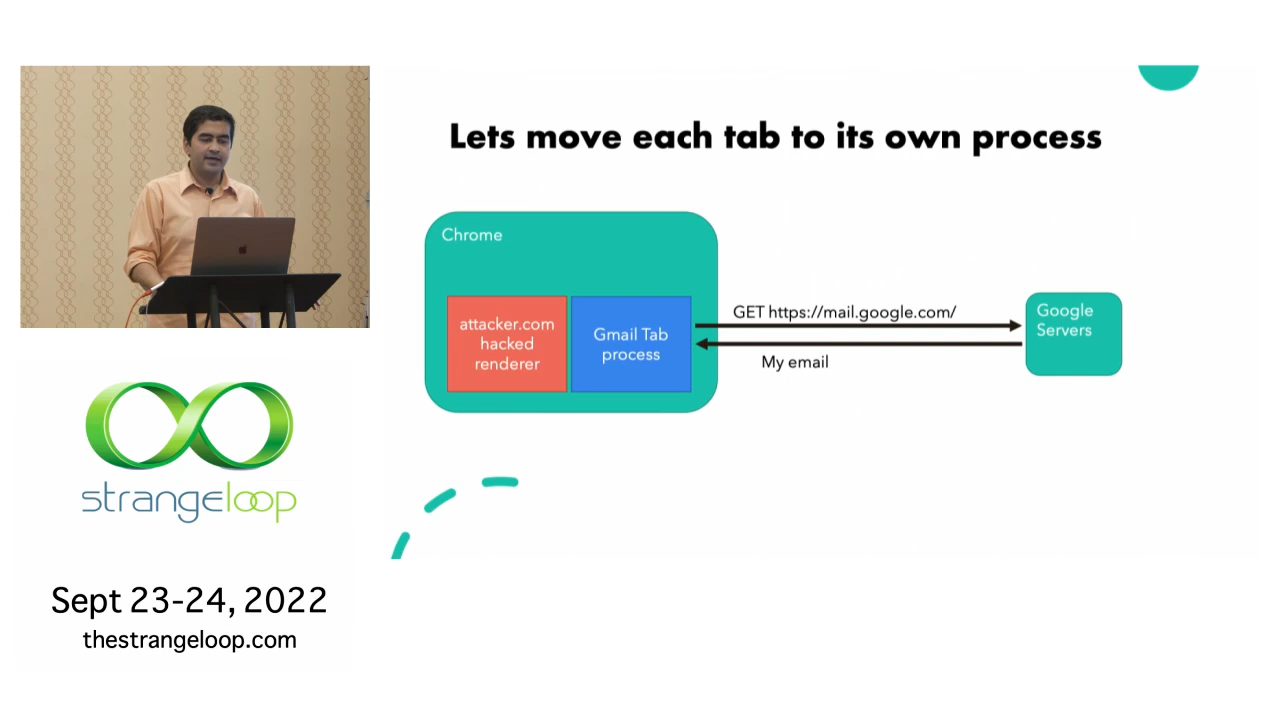 Lets move each tab to its own process
Chrome
attacker.com
hacked
renderer
Gmail Tab
process
GET https://mail.google.com/
My email
Google
Servers
strangeloop
Sept 23-24, 2022
thestrangeloop.com